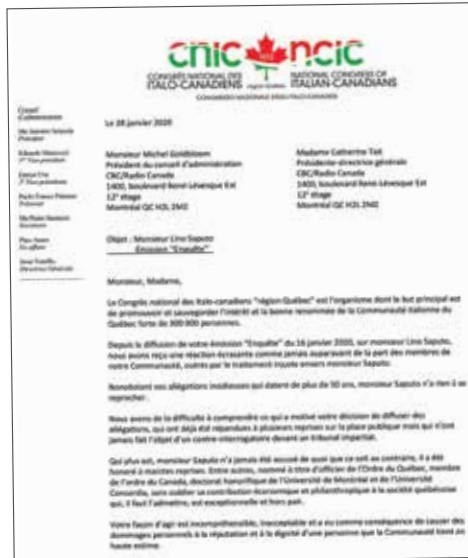 cnic ncic
CONGRÈS NATIONAL DES NATIONAL CONGRESS OF
ITALO-CANADIENS ITALIAN-CANADIANS
CONGRESSO NAZIONALE DEGLI ITALO-CANADESI
Conseil
d'administration
Président
Le 28 janvier 2020
Monsieur Michel Goldbloom
Président du conseil d'administration
CBC/Radio Canada
1400, boulevard René-Lévesque Est
12e étage
Montréal QC H2L 2M2
Madame Catherine Tait
Présidente-directrice générale
CBC/Radio Canada
1400, boulevard René-Lévesque Est
12e étage
Montréal QC H2L 2M2
Objet : Monsieur Lino Saputo
Émission "Enquête"
Monsieur, Madame,
Le Congrès national des italo-canadiens "région Québec" est l'organisme dont le but principal est
de promouvoir et sauvegarder l'intérêt et la bonne renommée de la Communauté italienne du
Québec forte de 300 000 personnes.
Depuis la diffusion de votre émission "Enquête" du 16 janvier 2020, sur monsieur Lino Saputo,
nous avons reçu une réaction écrasante comme jamais auparavant de la part des membres de
notre Communauté, outrés par le traitement injuste envers monsieur Saputo.
Nonobstant vos allégations insidieuses qui datent de plus de 50 ans, monsieur Saputo n'a rien à se
reprocher.
Nous avons de la difficulté à comprendre ce qui a motivé votre décision de diffuser des
allégations, qui ont déjà été répandues à plusieurs reprises sur la place publique mais qui n'ont
jamais fait l'objet d'un contre interrogatoire devant un tribunal impartial.
Qui plus est, monsieur Saputo n'a jamais été accusé de quoi que ce soit au contraire, il a été
honoré à maintes reprises. Entre autres, nommé à titre d'officier de l'Ordre du Québec, membre
de l'ordre du Canada, doctorat honorifique de l'Université de Montréal et de l'Université
Concordia, sans oublier sa contribution économique et philanthropique à la société québécoise
qui, il faut l'admettre, est exceptionnelle et hors pair.
Votre façon d'agir est incompréhensible, inacceptable et a eu comme conséquence de causer des
dommages personnels à la réputation et à la dignité d'une personne que la Communauté tient en
haute estime.